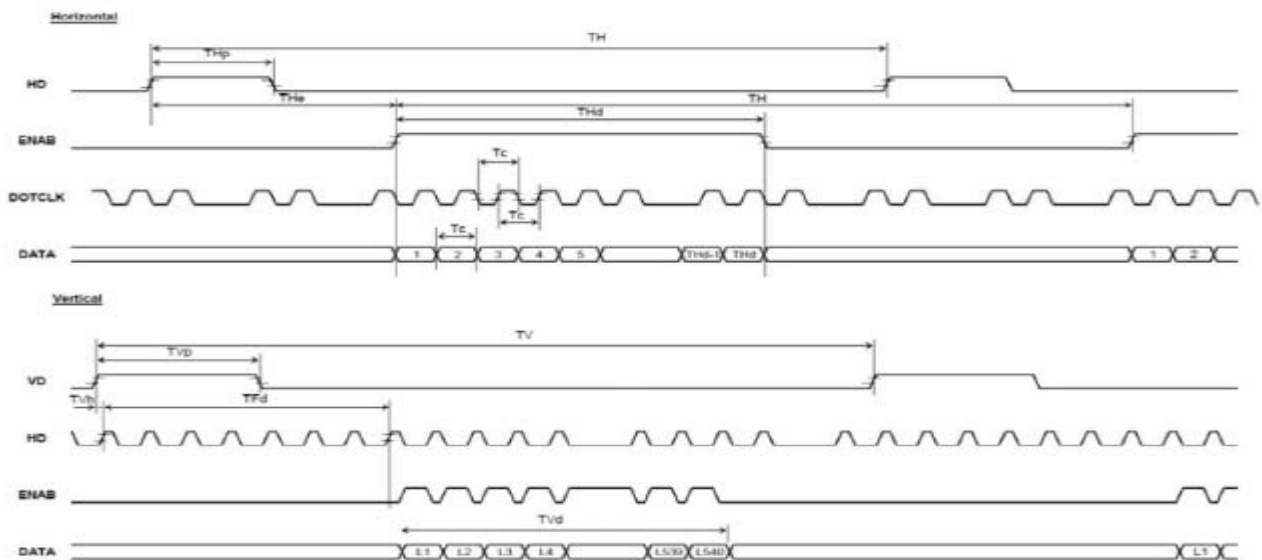 Horizontal
TH
THp
HD
THe
TH
THd
ENAB
Tc
DOTCLK
Tc
Tc
DATA
1 2 3 4 5 THd-1 THd 1 2
Vertical
TV
TVp
VD
TVh
TFd
HD
ENAB
TVd
DATA
L1 L2 L3 L4 L539 L540 L1